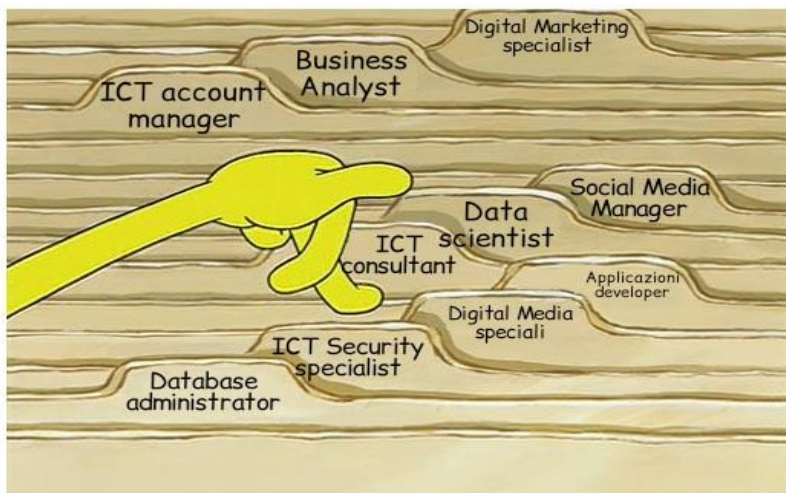 Digital Marketing
specialist
Business
Analyst
ICT account
manager
Social Media
Manager
Data
scientist
ICT
consultant
Applicazioni
developer
Digital Media
speciali
ICT Security
specialist
Database
administrator